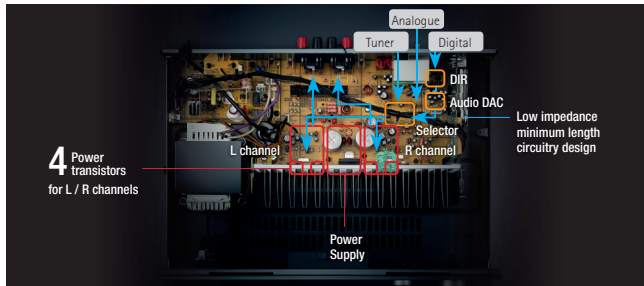 Analogue
Tuner
Digital
DIR
Audio DAC
Low impedance
minimum length
circuitry design
Selector
L channel
R channel
4 Power
transistors
for L / R channels
Power
Supply